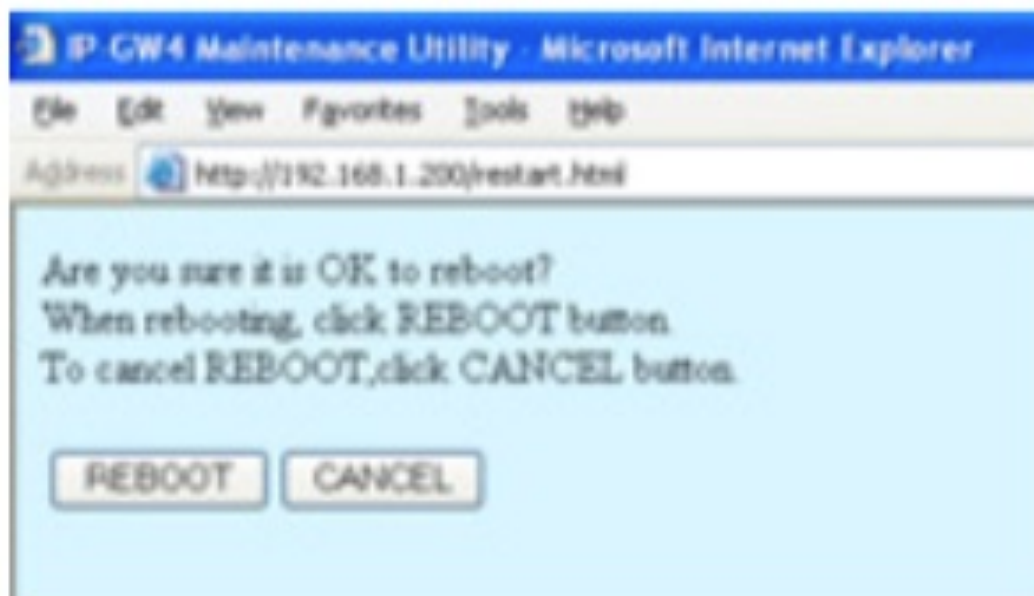 IP-GW4 Maintenance Utility - Microsoft Internet Explorer
File Edit View Favorites Tools Help
Address http://192.168.1.200/restart.html
Are you sure it is OK to reboot?
When rebooting, click REBOOT button.
To cancel REBOOT,click CANCEL button.
REBOOT CANCEL